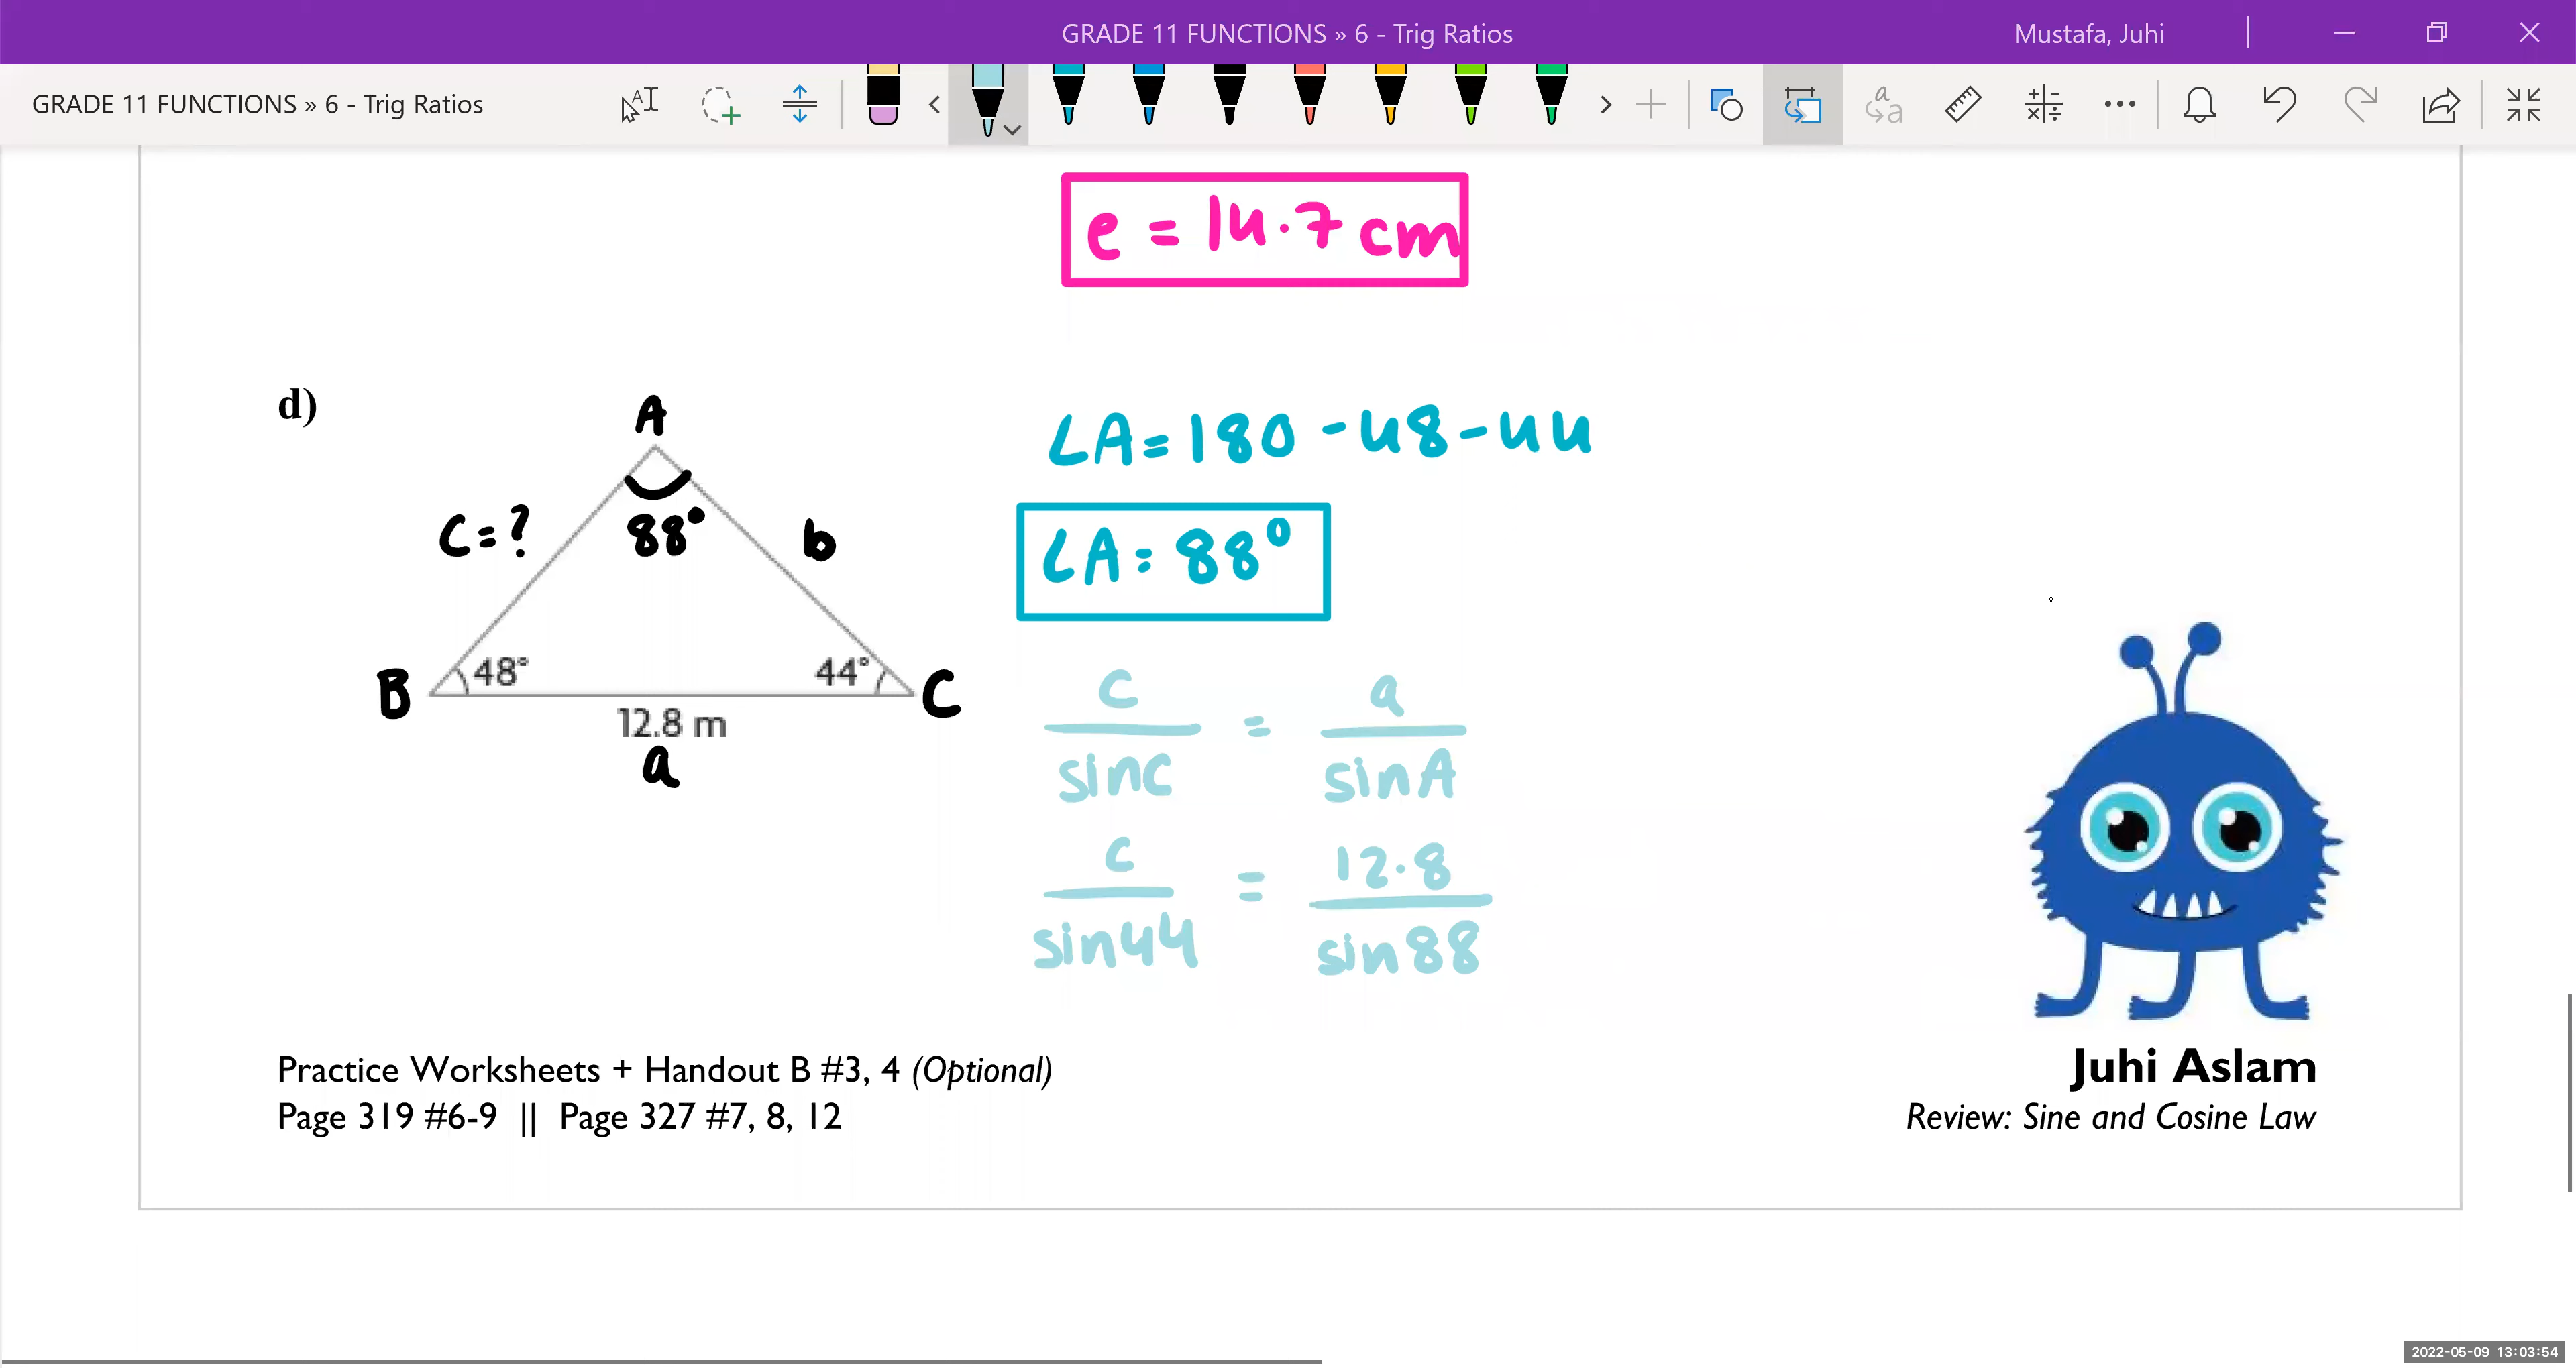 GRADE 11 FUNCTIONS » 6 - Trig Ratios
Mustafa, Juhi
GRADE 11 FUNCTIONS » 6 - Trig Ratios
e = 14.7 cm
d)
A
c = ?
88°
b
B
48°
44°
C
12.8 m
a
∠A = 180 - 48 - 44
∠A = 88°
c/sinC = a/sinA
c/sin44 = 12.8/sin88
Practice Worksheets + Handout B #3, 4 (Optional)
Page 319 #6-9 || Page 327 #7, 8, 12
Juhi Aslam
Review: Sine and Cosine Law
2022-05-09 13:03:54